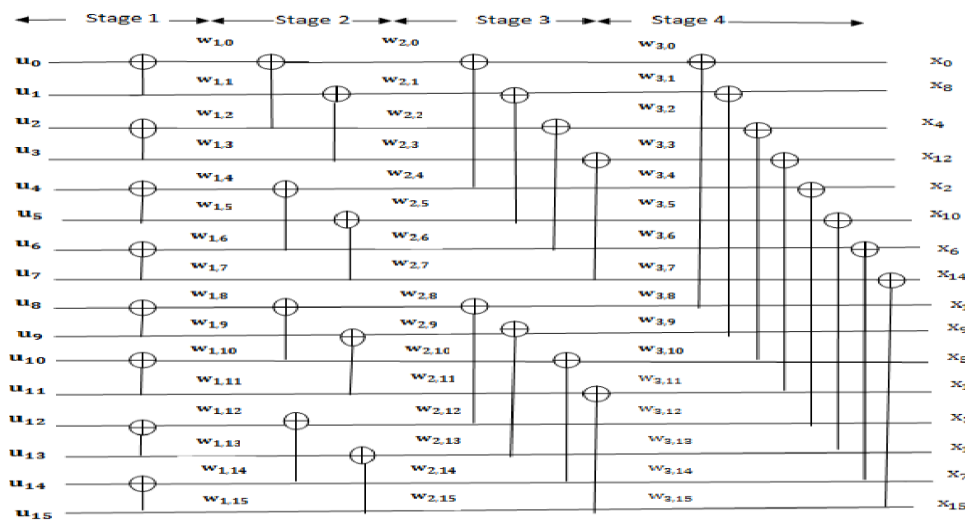 Stage 1 Stage 2 Stage 3 Stage 4
w1,0 w2,0 w3,0
u0 x0
w1,1 w2,1 w3,1
u1 x8
w1,2 w2,2 w3,2
u2 x4
w1,3 w2,3 w3,3
u3 x12
w1,4 w2,4 w3,4
u4 x2
w1,5 w2,5 w3,5
u5 x10
w1,6 w2,6 w3,6
u6 x6
w1,7 w2,7 w3,7
u7 x14
w1,8 w2,8 w3,8
u8 x1
w1,9 w2,9 w3,9
u9 x9
w1,10 w2,10 w3,10
u10 x5
w1,11 w2,11 w3,11
u11
w1,12 w2,12 w3,12
u12
w1,13 w2,13 w3,13
u13
w1,14 w2,14 w3,14
u14 x7
w1,15 w2,15 w3,15
u15 x15